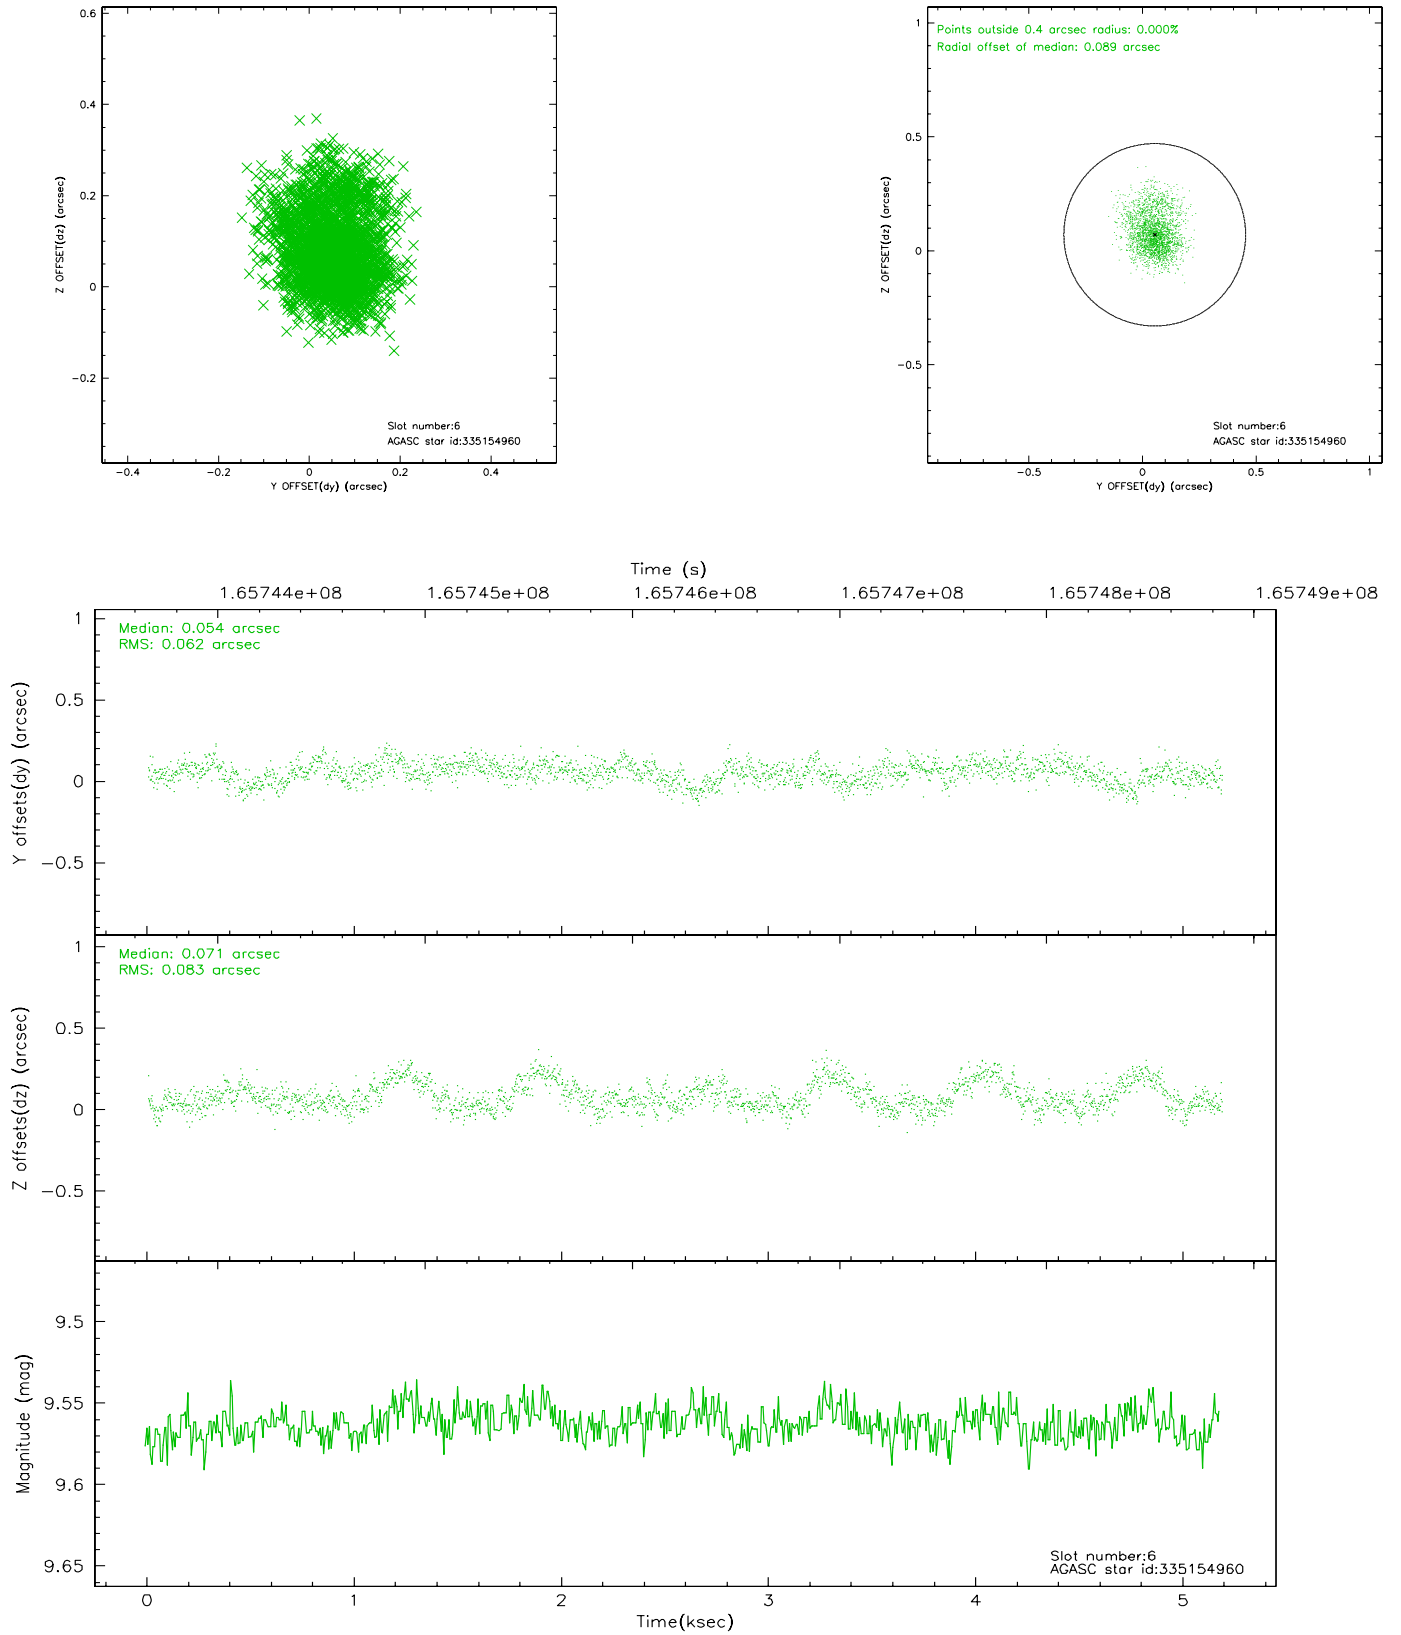 0.6
0.4
0.2
0
−0.2
−0.4
−0.2
0
0.2
0.4
Z OFFSET(dz) (arcsec)
Y OFFSET(dy) (arcsec)
Slot number:6
AGASC star id:335154960
Points outside 0.4 arcsec radius: 0.000%
Radial offset of median: 0.089 arcsec
1
0.5
0
−0.5
−0.5
0
0.5
1
Z OFFSET(dz) (arcsec)
Y OFFSET(dy) (arcsec)
Slot number:6
AGASC star id:335154960
Time (s)
1.65744e+08
1.65745e+08
1.65746e+08
1.65747e+08
1.65748e+08
1.65749e+08
Median: 0.054 arcsec
RMS: 0.062 arcsec
1
0.5
0
−0.5
Y offsets(dy) (arcsec)
Median: 0.071 arcsec
RMS: 0.083 arcsec
1
0.5
0
−0.5
Z offsets(dz) (arcsec)
9.5
9.55
9.6
9.65
Magnitude (mag)
Slot number:6
AGASC star id:335154960
0
1
2
3
4
5
Time(ksec)